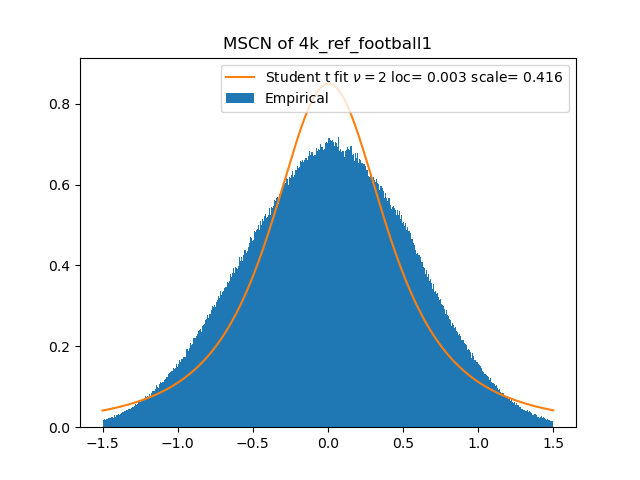 MSCN of 4k_ref_football1
Student t fit ν = 2 loc= 0.003 scale= 0.416
Empirical
0.8
0.6
0.4
0.2
0.0
−1.5 −1.0 −0.5 0.0 0.5 1.0 1.5